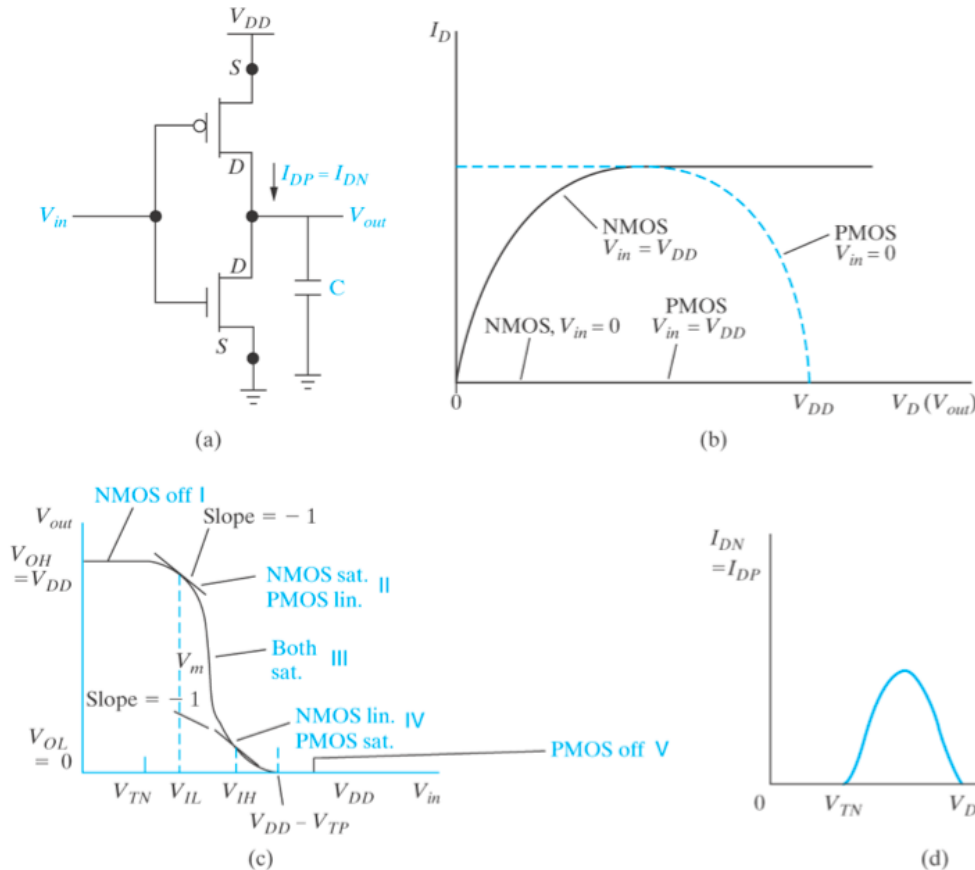 V_DD
S
D
I_DP = I_DN
V_in
V_out
D
C
S
(a)
I_D
NMOS
V_in = V_DD
PMOS
V_in = 0
PMOS
NMOS, V_in = 0
V_in = V_DD
0
V_DD
V_D (V_out)
(b)
NMOS off I
V_out
Slope = − 1
V_OH
= V_DD
NMOS sat.
PMOS lin.
II
Both
sat.
III
V_m
Slope = − 1
NMOS lin.
PMOS sat.
IV
V_OL
= 0
PMOS off V
V_TN
V_IL
V_IH
V_DD
V_in
V_DD − V_TP
(c)
I_DN
= I_DP
0
V_TN
V_D
(d)